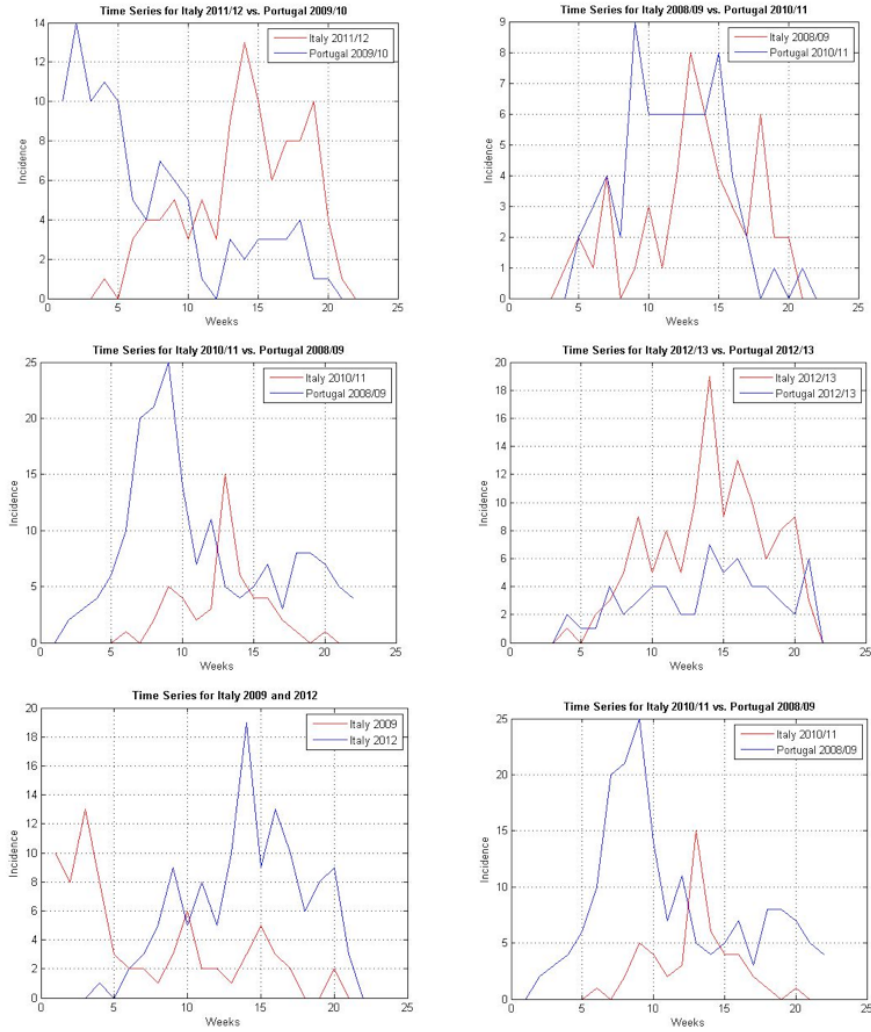 Time Series for Italy 2011/12 vs. Portugal 2009/10
14
12
10
8
6
4
2
0
0 5 10 15 20 25
Incidence
Weeks
Italy 2011/12
Portugal 2009/10
Time Series for Italy 2008/09 vs Portugal 2010/11
9
8
7
6
5
4
3
2
1
0
0 5 10 15 20 25
Incidence
Weeks
Italy 2008/09
Portugal 2010/11
Time Series for Italy 2010/11 vs. Portugal 2008/09
25
20
15
10
5
0
0 5 10 15 20 25
Incidence
Weeks
Italy 2010/11
Portugal 2008/09
Time Series for Italy 2012/13 vs Portugal 2012/13
20
18
16
14
12
10
8
6
4
2
0
0 5 10 15 20 25
Incidence
Weeks
Italy 2012/13
Portugal 2012/13
Time Series for Italy 2009 and 2012
20
18
16
14
12
10
8
6
4
2
0
0 5 10 15 20 25
Incidence
Weeks
Italy 2009
Italy 2012
Time Series for Italy 2010/11 vs. Portugal 2008/09
25
20
15
10
5
0
0 5 10 15 20 25
Incidence
Weeks
Italy 2010/11
Portugal 2008/09